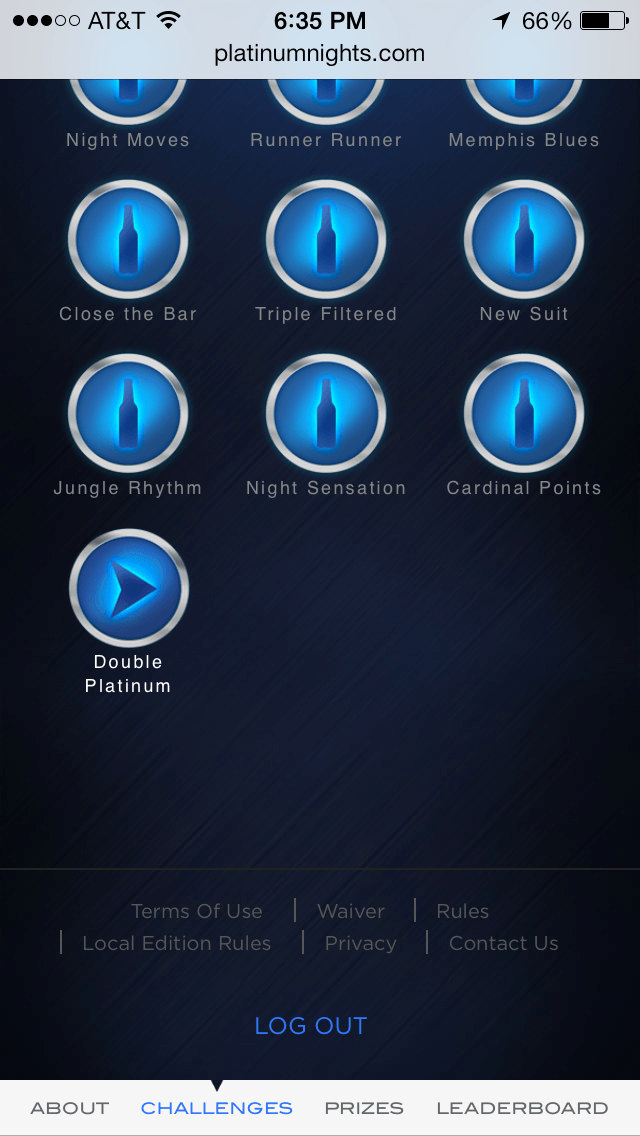 AT&T 6:35 PM 66%
platinumnights.com
Night Moves Runner Runner Memphis Blues
Close the Bar Triple Filtered New Suit
Jungle Rhythm Night Sensation Cardinal Points
Double
Platinum
Terms Of Use | Waiver | Rules
| Local Edition Rules | Privacy | Contact Us
LOG OUT
ABOUT CHALLENGES PRIZES LEADERBOARD